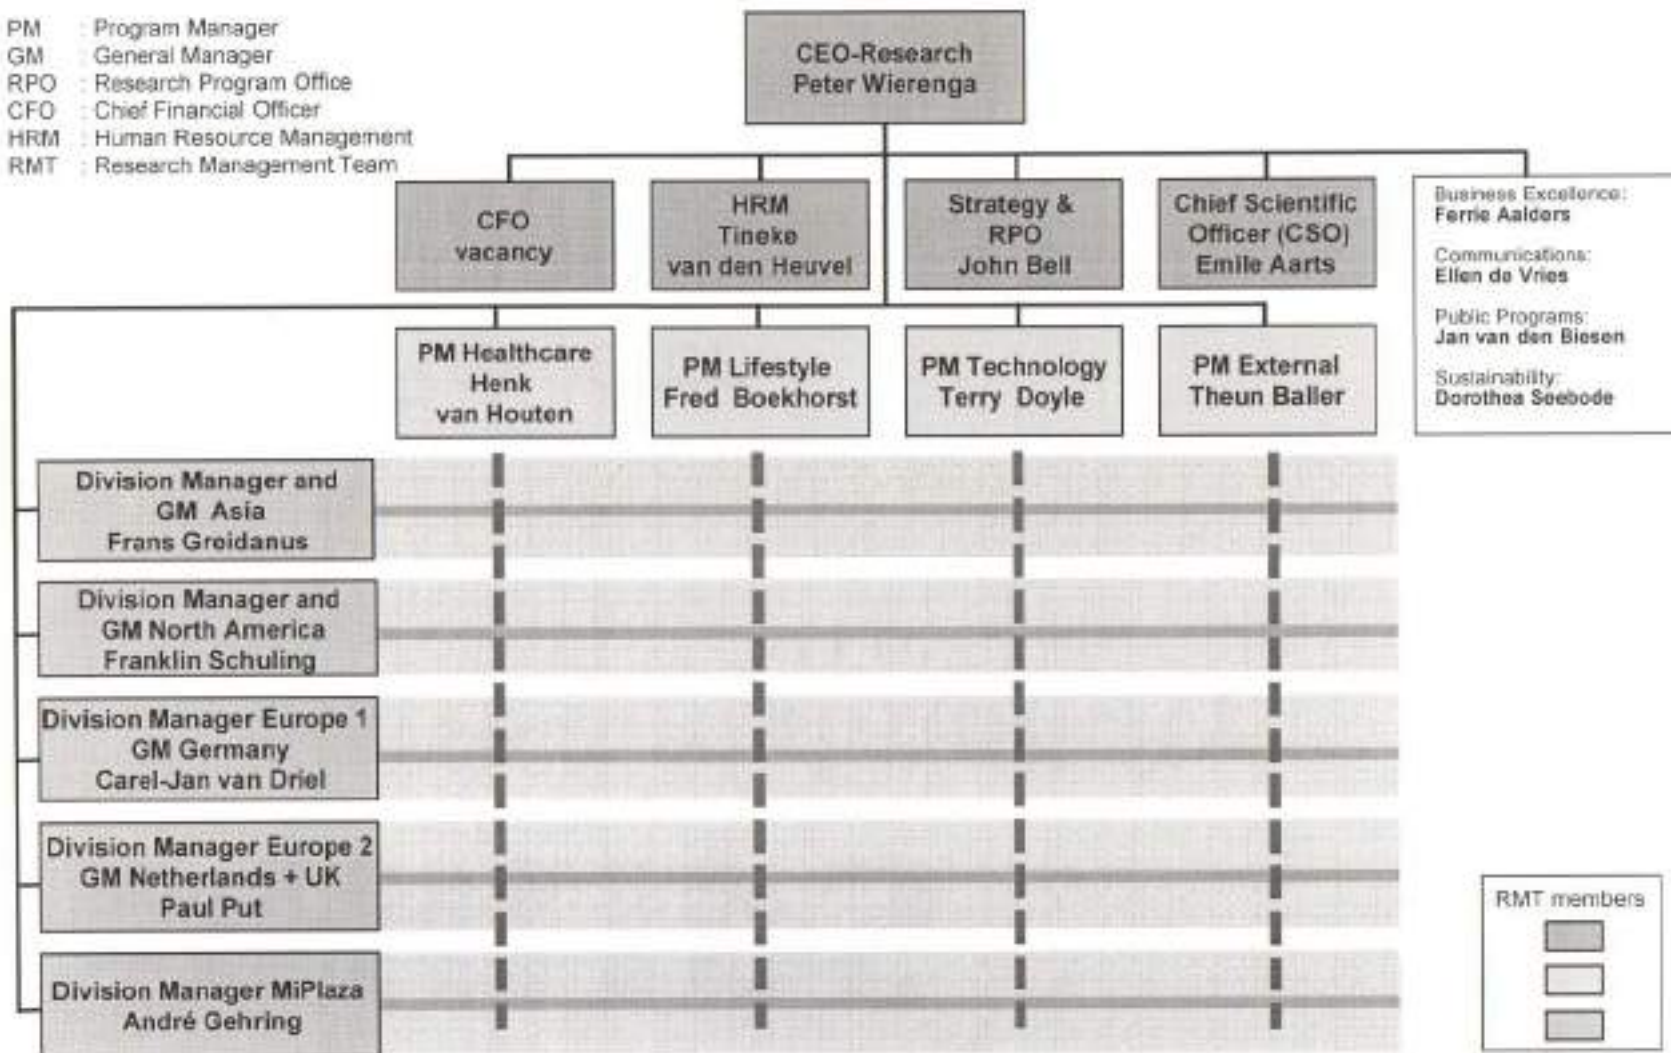 PM : Program Manager
GM : General Manager
RPO : Research Program Office
CFO : Chief Financial Officer
HRM : Human Resource Management
RMT : Research Management Team
CEO-Research
Peter Wierenga
CFO
vacancy
HRM
Tineke
van den Heuvel
Strategy &
RPO
John Bell
Chief Scientific
Officer (CSO)
Emile Aarts
Business Excellence:
Ferrie Aalders
Communications:
Ellen de Vries
Public Programs:
Jan van den Biesen
Sustainability:
Dorothea Seebode
PM Healthcare
Henk
van Houten
PM Lifestyle
Fred Boekhorst
PM Technology
Terry Doyle
PM External
Theun Baller
Division Manager and
GM Asia
Frans Greidanus
Division Manager and
GM North America
Franklin Schuling
Division Manager Europe 1
GM Germany
Carel-Jan van Driel
Division Manager Europe 2
GM Netherlands + UK
Paul Put
Division Manager MiPlaza
André Gehring
RMT members